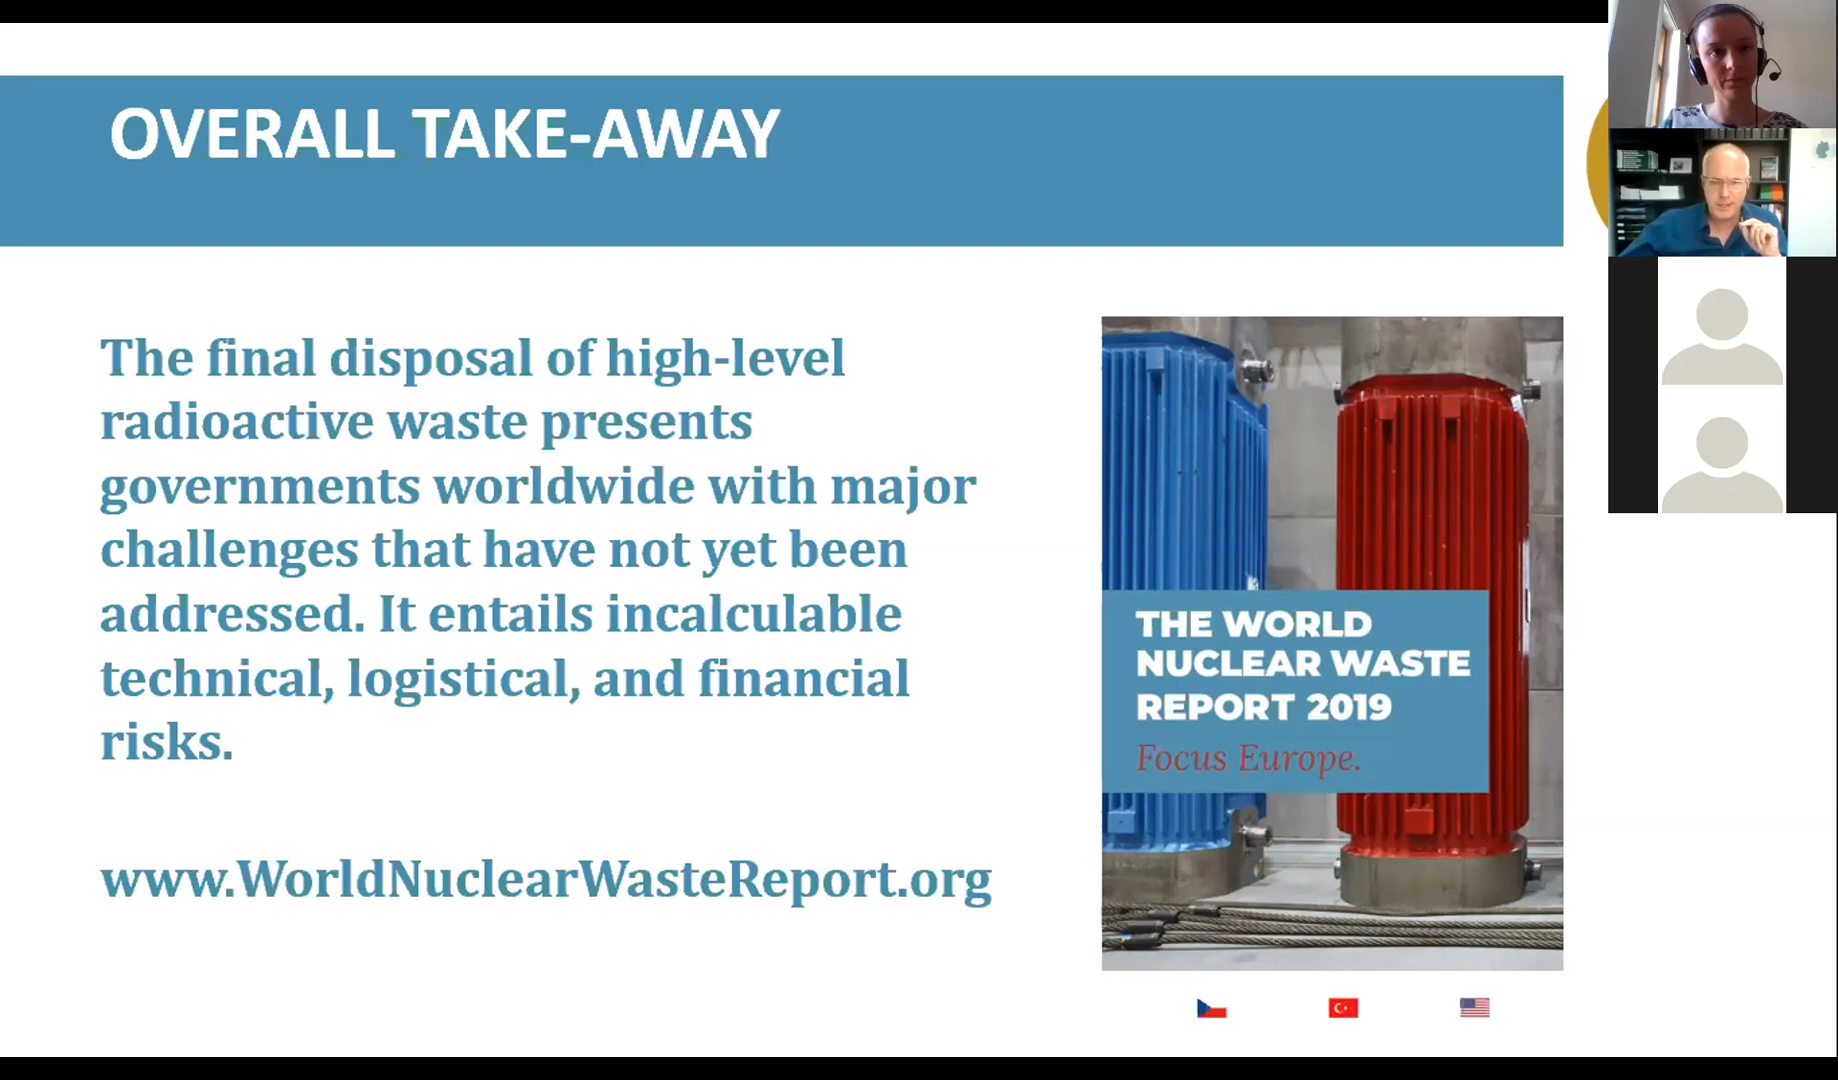 OVERALL TAKE-AWAY
The final disposal of high-level
radioactive waste presents
governments worldwide with major
challenges that have not yet been
addressed. It entails incalculable
technical, logistical, and financial
risks.
www.WorldNuclearWasteReport.org
THE WORLD
NUCLEAR WASTE
REPORT 2019
Focus Europe.